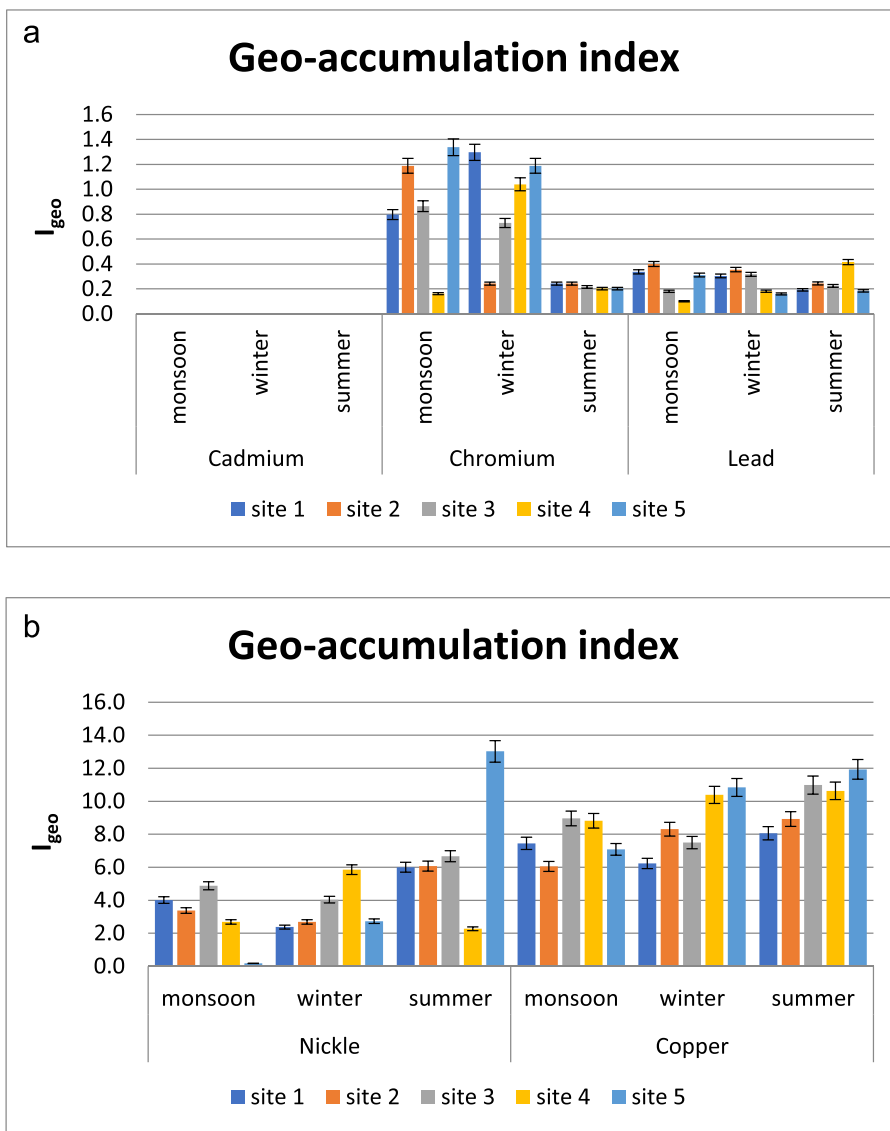 a
Geo-accumulation index
1.6
1.4
1.2
1.0
0.8
0.6
0.4
0.2
0.0
Igeo
monsoon winter summer monsoon winter summer monsoon winter summer
Cadmium Chromium Lead
site 1 site 2 site 3 site 4 site 5
b
Geo-accumulation index
16.0
14.0
12.0
10.0
8.0
6.0
4.0
2.0
0.0
Igeo
monsoon winter summer monsoon winter summer
Nickle Copper
site 1 site 2 site 3 site 4 site 5